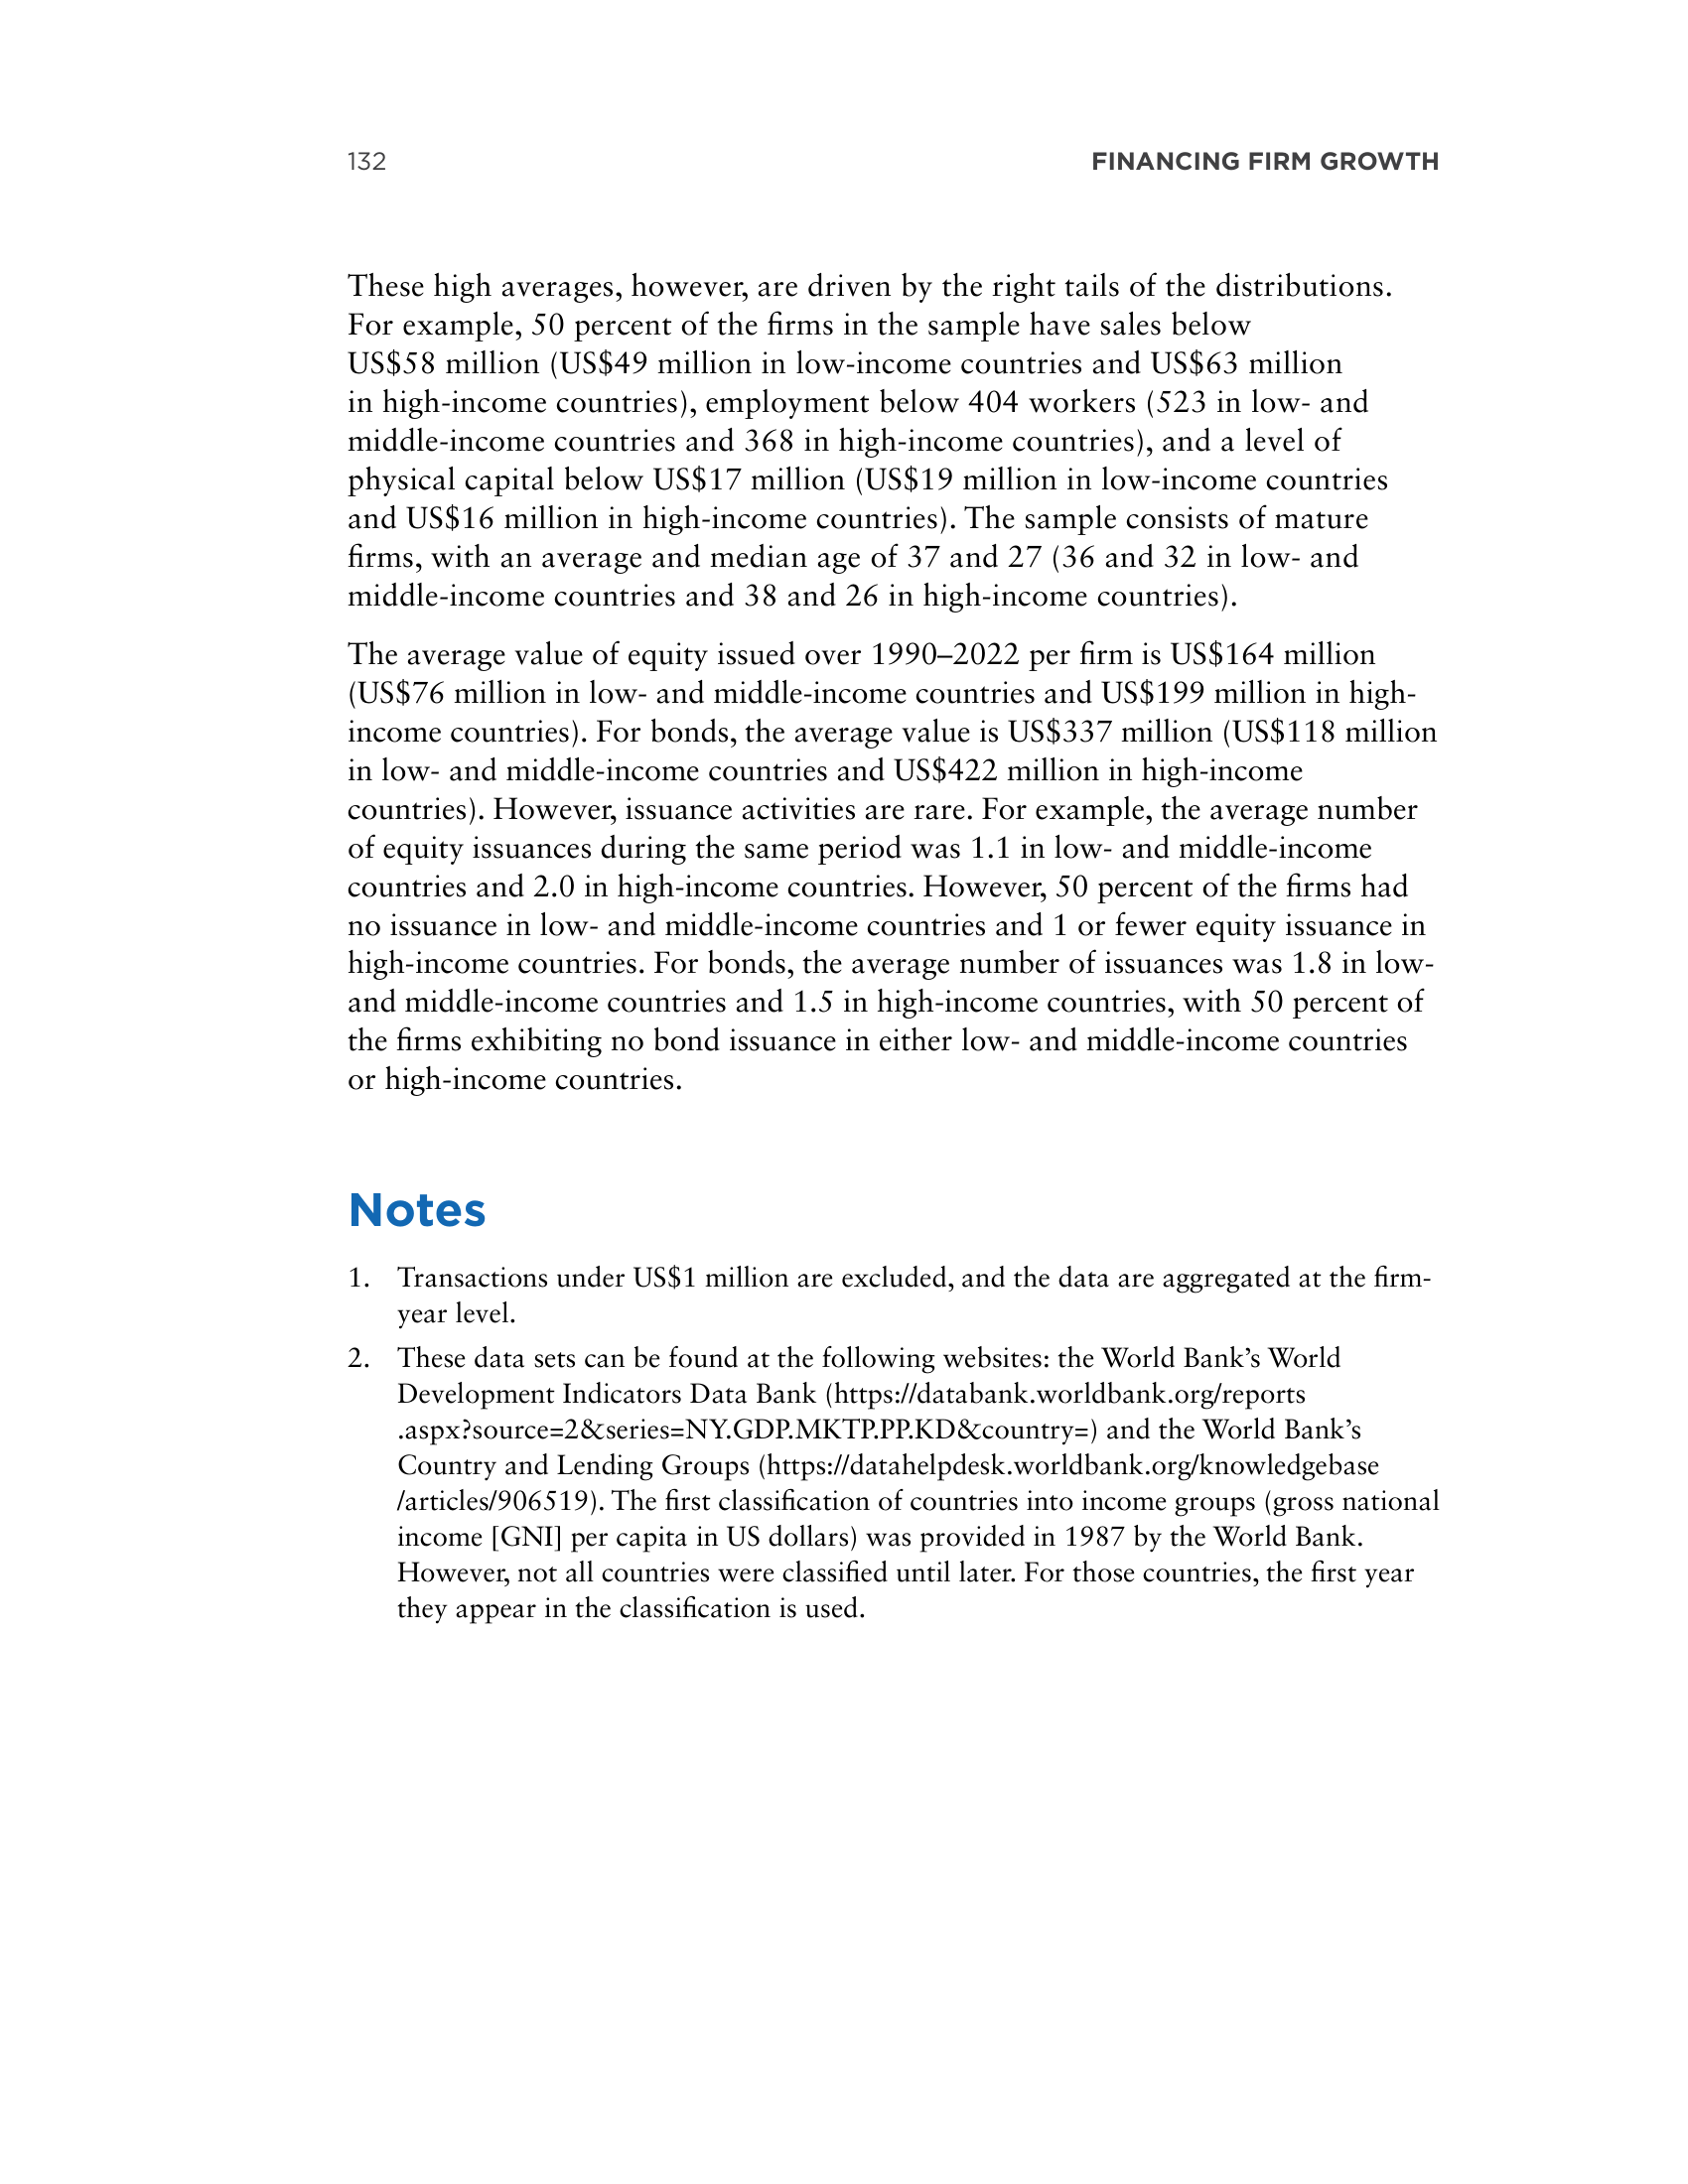 132
FINANCING FIRM GROWTH
These high averages, however, are driven by the right tails of the distributions.
For example, 50 percent of the firms in the sample have sales below
US$58 million (US$49 million in low-income countries and US$63 million
in high-income countries), employment below 404 workers (523 in low- and
middle-income countries and 368 in high-income countries), and a level of
physical capital below US$17 million (US$19 million in low-income countries
and US$16 million in high-income countries). The sample consists of mature
firms, with an average and median age of 37 and 27 (36 and 32 in low- and
middle-income countries and 38 and 26 in high-income countries).
The average value of equity issued over 1990–2022 per firm is US$164 million
(US$76 million in low- and middle-income countries and US$199 million in high-
income countries). For bonds, the average value is US$337 million (US$118 million
in low- and middle-income countries and US$422 million in high-income
countries). However, issuance activities are rare. For example, the average number
of equity issuances during the same period was 1.1 in low- and middle-income
countries and 2.0 in high-income countries. However, 50 percent of the firms had
no issuance in low- and middle-income countries and 1 or fewer equity issuance in
high-income countries. For bonds, the average number of issuances was 1.8 in low-
and middle-income countries and 1.5 in high-income countries, with 50 percent of
the firms exhibiting no bond issuance in either low- and middle-income countries
or high-income countries.
Notes
1. Transactions under US$1 million are excluded, and the data are aggregated at the firm-
year level.
2. These data sets can be found at the following websites: the World Bank’s World
Development Indicators Data Bank (https://databank.worldbank.org/reports
.aspx?source=2&series=NY.GDP.MKTP.PP.KD&country=) and the World Bank’s
Country and Lending Groups (https://datahelpdesk.worldbank.org/knowledgebase
/articles/906519). The first classification of countries into income groups (gross national
income [GNI] per capita in US dollars) was provided in 1987 by the World Bank.
However, not all countries were classified until later. For those countries, the first year
they appear in the classification is used.